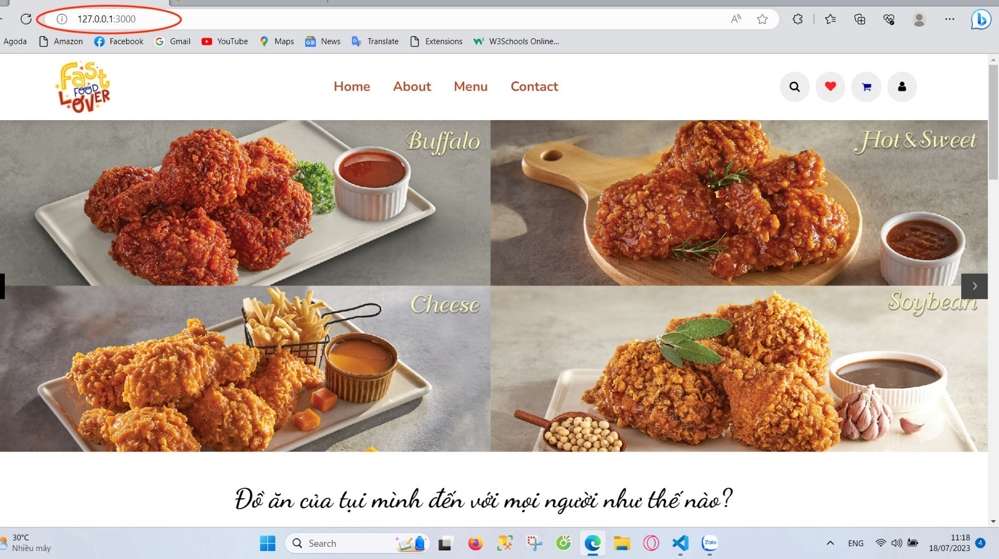 127.0.0.1:3000
Agoda Amazon Facebook Gmail YouTube Maps News Translate Extensions W3Schools Online...
Fast
FOOD
LOVER
Home About Menu Contact
Buffalo
Hot & Sweet
Cheese
Soybean
Đồ ăn của tụi mình đến với mọi người như thế nào?
30°C
Nhiều mây
Search
Zalo
ENG
11:18
18/07/2023
4